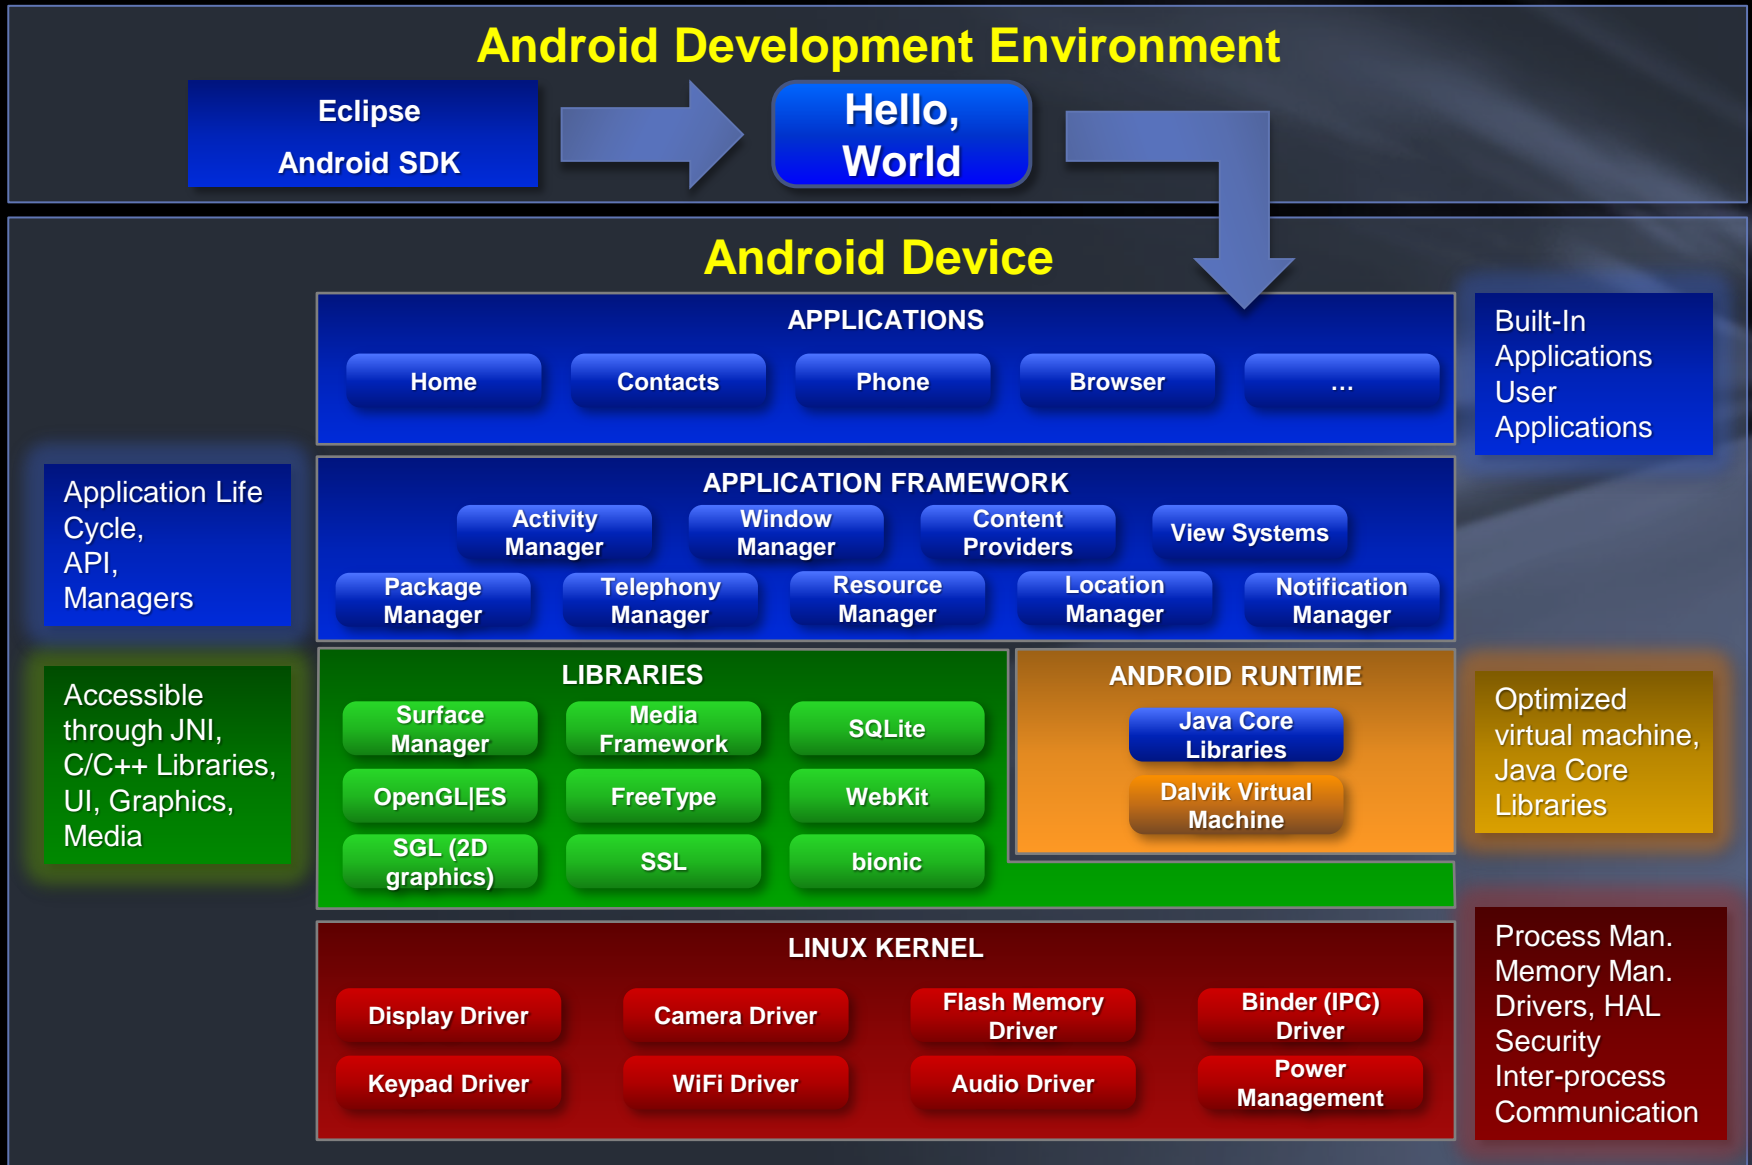 Android Development Environment
Eclipse
Android SDK
Hello,
World
Android Device
APPLICATIONS
Home
Contacts
Phone
Browser
...
Built-In
Applications
User
Applications
Application Life
Cycle,
API,
Managers
APPLICATION FRAMEWORK
Activity
Manager
Window
Manager
Content
Providers
View Systems
Package
Manager
Telephony
Manager
Resource
Manager
Location
Manager
Notification
Manager
Accessible
through JNI,
C/C++ Libraries,
UI, Graphics,
Media
LIBRARIES
Surface
Manager
Media
Framework
SQLite
OpenGL|ES
FreeType
WebKit
SGL (2D
graphics)
SSL
bionic
ANDROID RUNTIME
Java Core
Libraries
Dalvik Virtual
Machine
Optimized
virtual machine,
Java Core
Libraries
LINUX KERNEL
Display Driver
Camera Driver
Flash Memory
Driver
Binder (IPC)
Driver
Keypad Driver
WiFi Driver
Audio Driver
Power
Management
Process Man.
Memory Man.
Drivers, HAL
Security
Inter-process
Communication